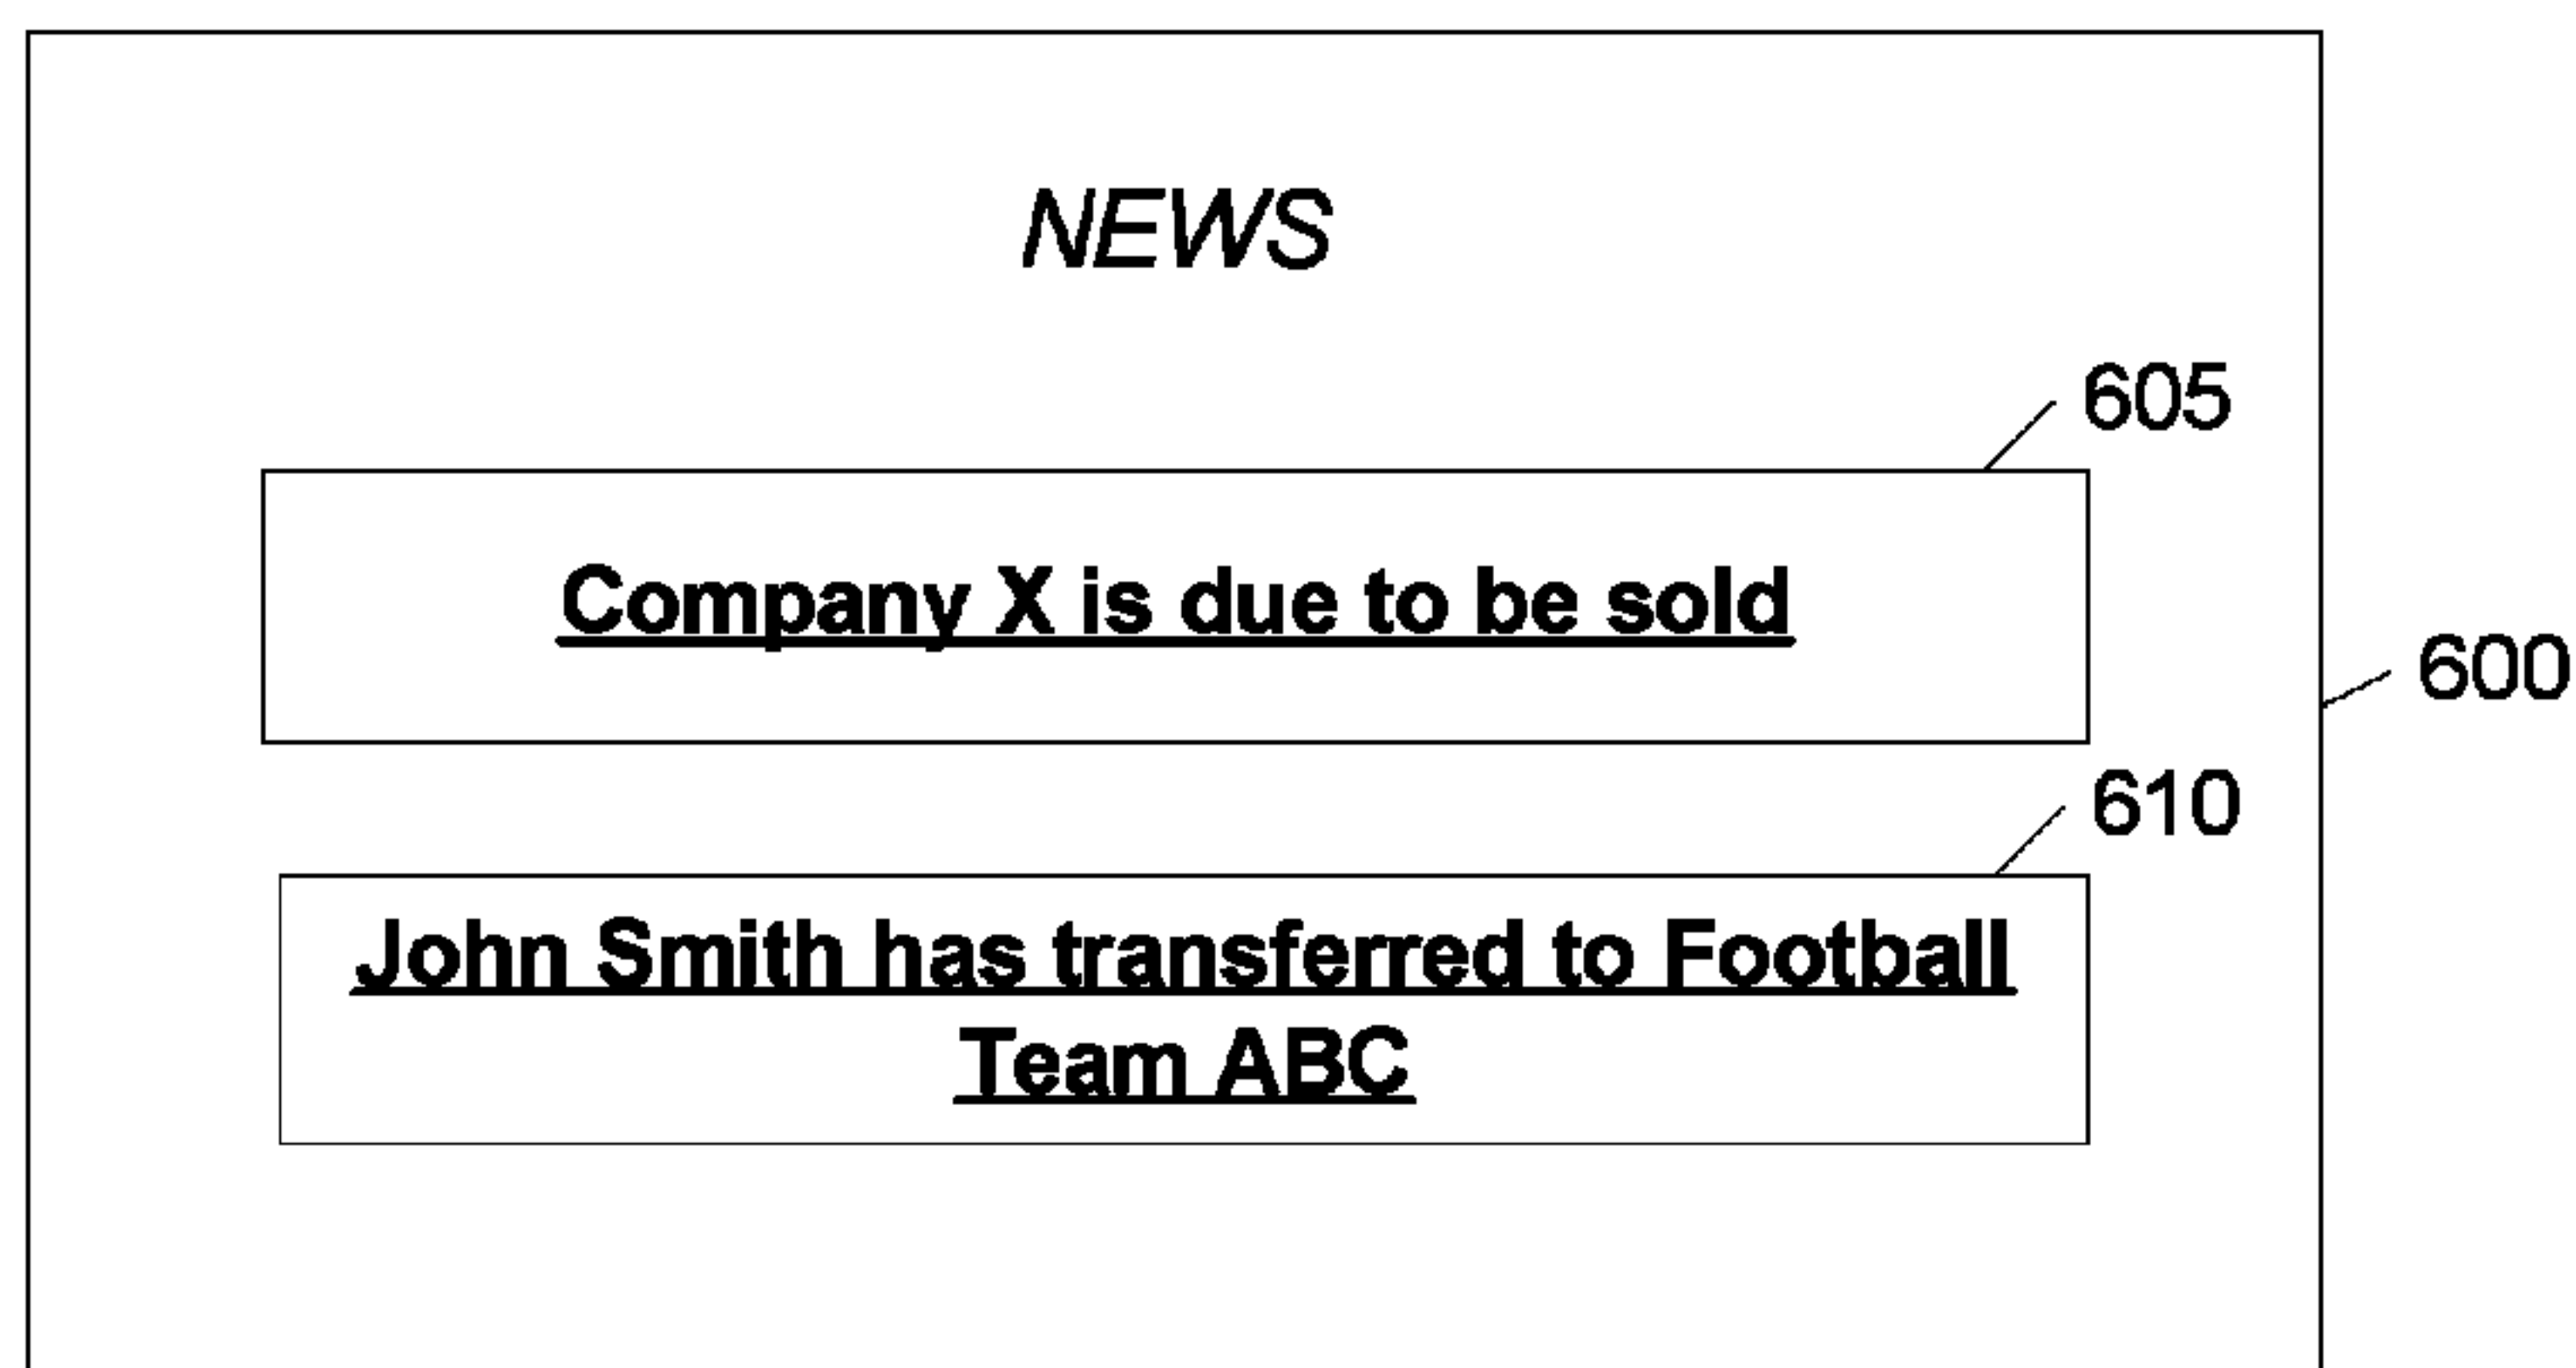 NEWS
605
Company X is due to be sold
600
610
John Smith has transferred to Football
Team ABC